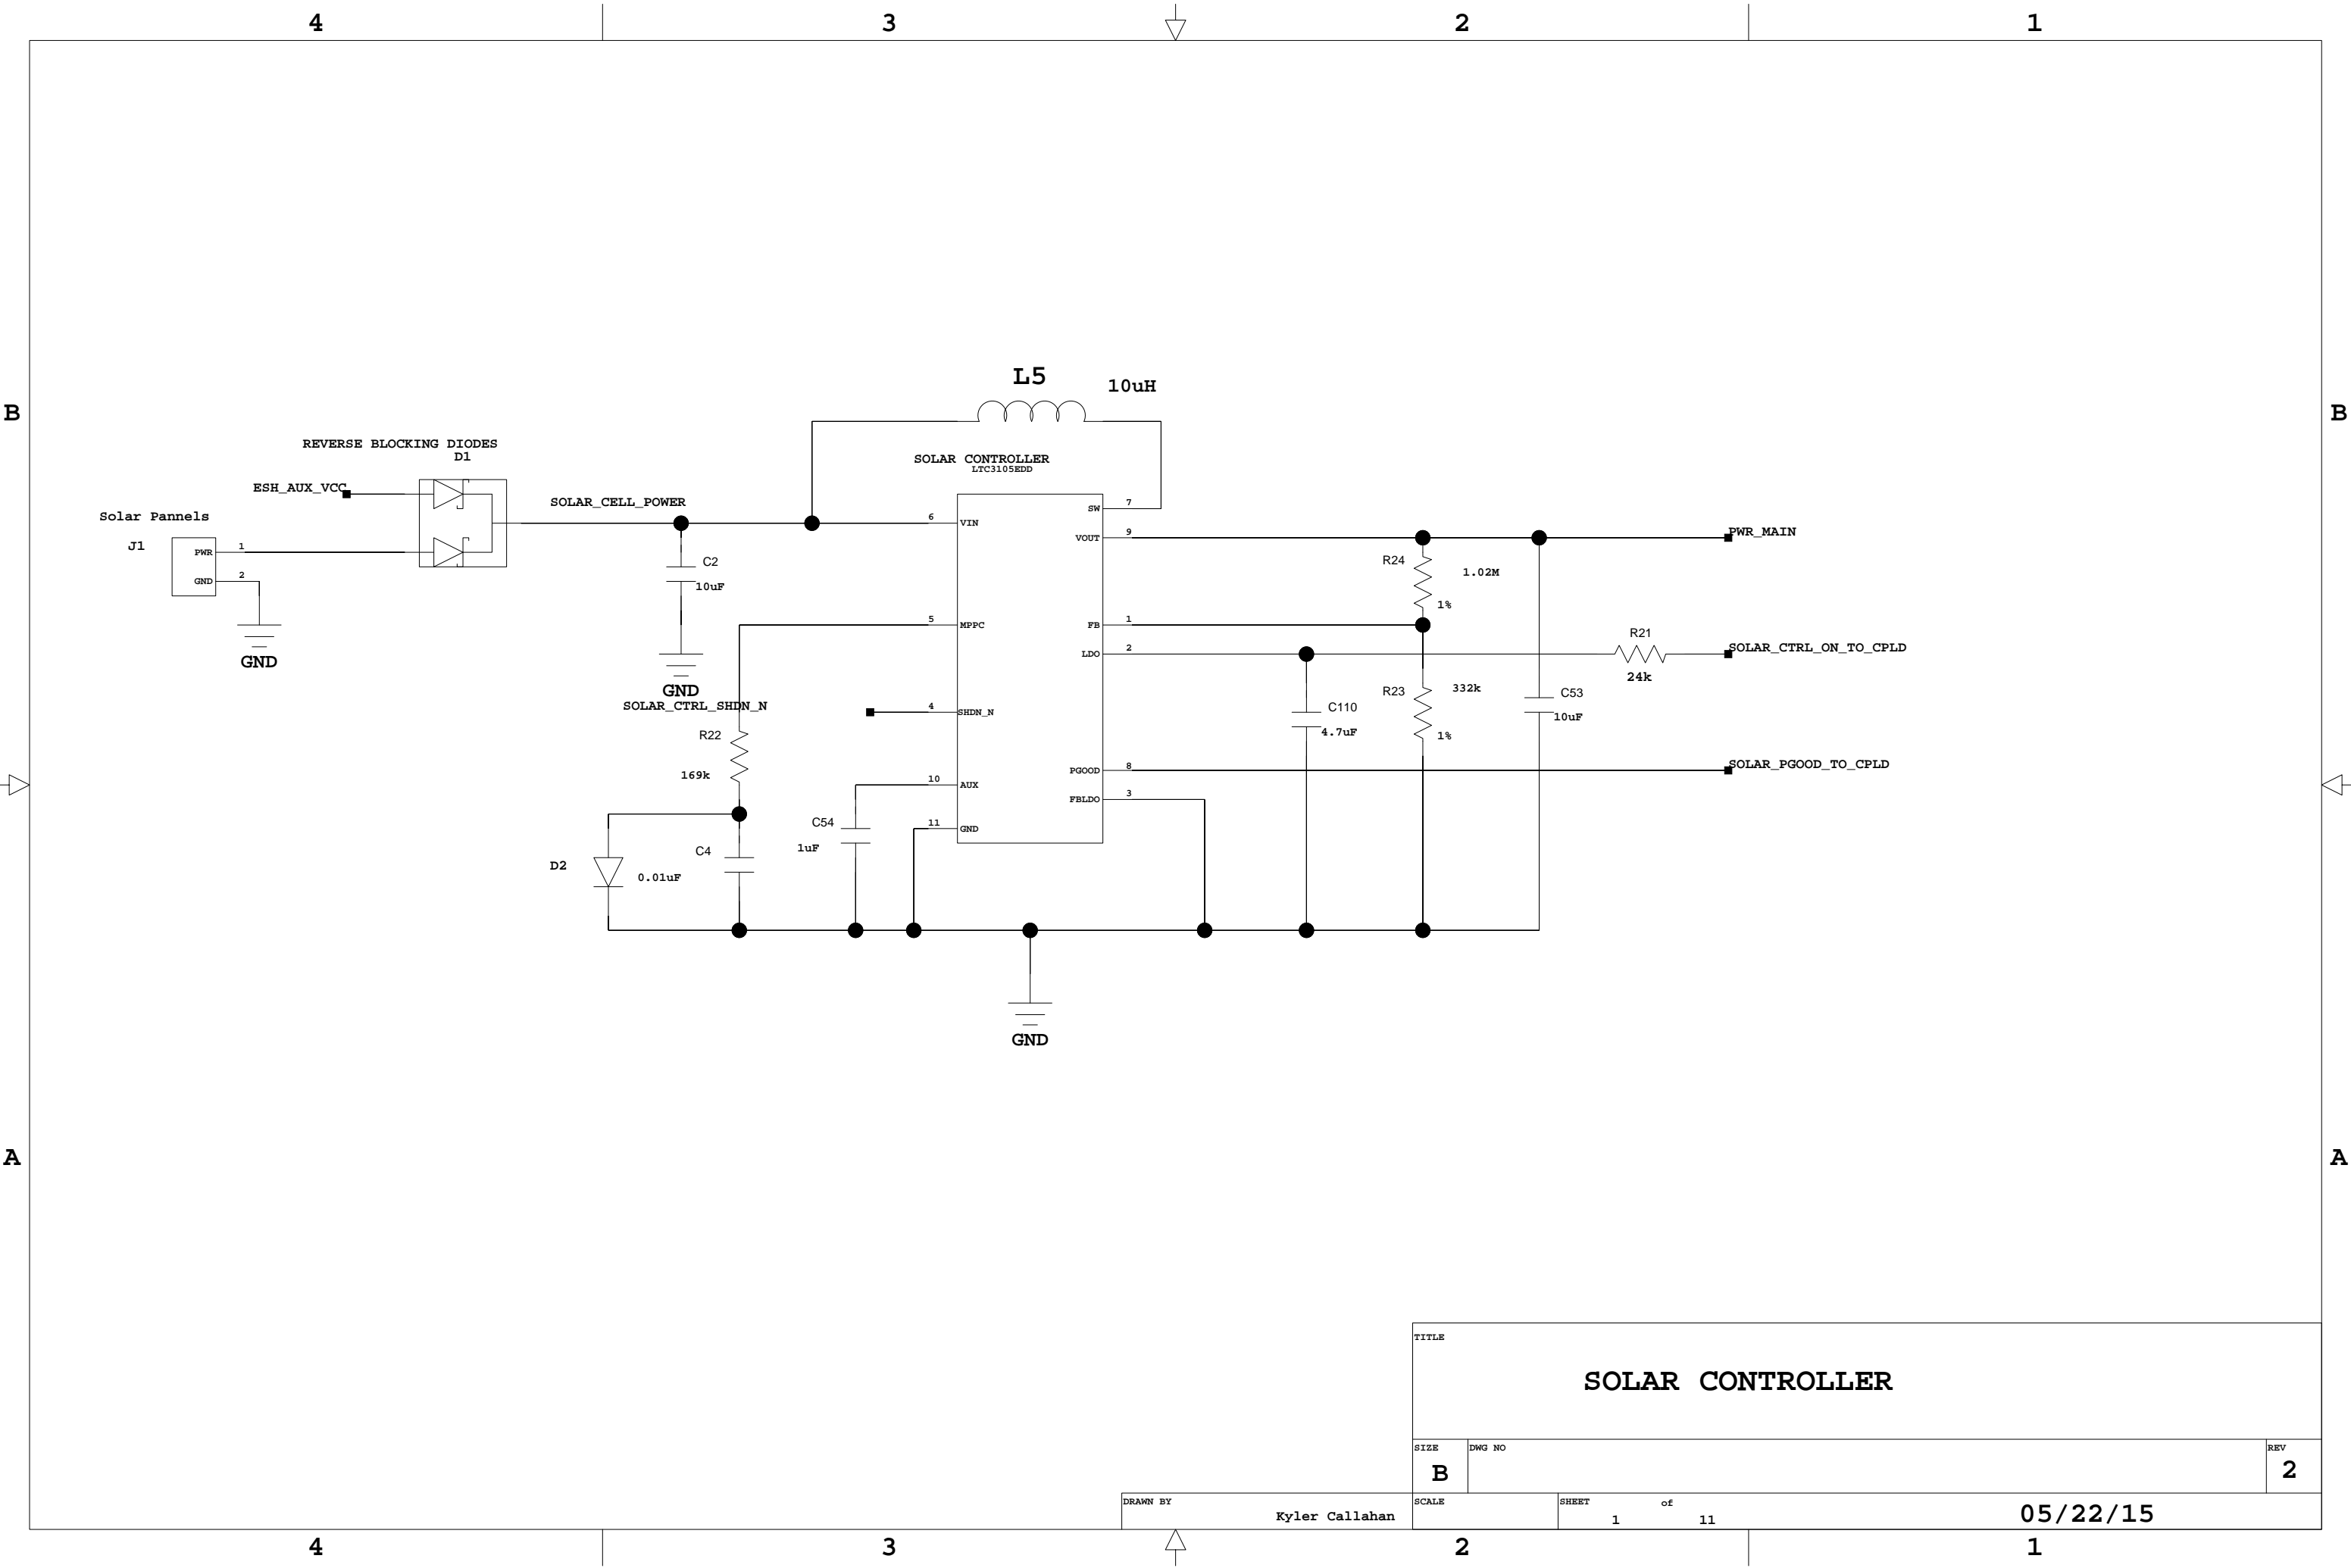 4 3 2 1
B B
L5
10uH
REVERSE BLOCKING DIODES
D1
SOLAR CONTROLLER
LTC3105EDD
ESH_AUX_VCC
SOLAR_CELL_POWER
Solar Pannels
J1
PWR 1
GND 2
GND
6 VIN
SW 7
VOUT 9
PWR_MAIN
C2
10uF
GND
R24
1.02M
1%
5 MPPC
FB 1
LDO 2
R21
24k
SOLAR_CTRL_ON_TO_CPLD
SOLAR_CTRL_SHDN_N
4 SHDN_N
R23
332k
1%
C53
10uF
C110
4.7uF
R22
169k
PGOOD 8
SOLAR_PGOOD_TO_CPLD
10 AUX
FBLDO 3
C54
1uF
11 GND
C4
0.01uF
D2
GND
A A
TITLE
SOLAR CONTROLLER
SIZE
B
DWG NO
REV
2
DRAWN BY
Kyler Callahan
SCALE
SHEET
1 of 11
05/22/15
4 3 2 1